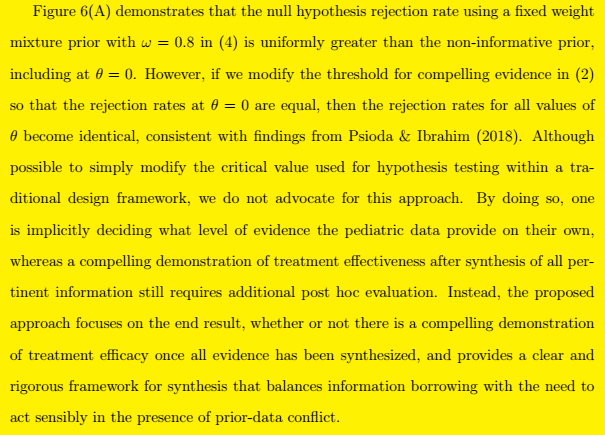 Figure 6(A) demonstrates that the null hypothesis rejection rate using a fixed weight
mixture prior with ω = 0.8 in (4) is uniformly greater than the non-informative prior,
including at θ = 0. However, if we modify the threshold for compelling evidence in (2)
so that the rejection rates at θ = 0 are equal, then the rejection rates for all values of
θ become identical, consistent with findings from Psioda & Ibrahim (2018). Although
possible to simply modify the critical value used for hypothesis testing within a tra-
ditional design framework, we do not advocate for this approach. By doing so, one
is implicitly deciding what level of evidence the pediatric data provide on their own,
whereas a compelling demonstration of treatment effectiveness after synthesis of all per-
tinent information still requires additional post hoc evaluation. Instead, the proposed
approach focuses on the end result, whether or not there is a compelling demonstration
of treatment efficacy once all evidence has been synthesized, and provides a clear and
rigorous framework for synthesis that balances information borrowing with the need to
act sensibly in the presence of prior-data conflict.